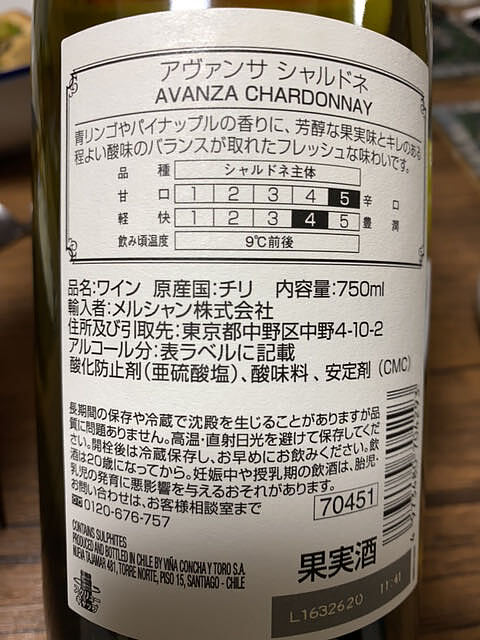 アヴァンサ シャルドネ
AVANZA CHARDONNAY
青リンゴやパイナップルの香りに、芳醇な果実味とキレのある
程よい酸味のバランスが取れたフレッシュな味わいです。
品種 シャルドネ主体
甘口 1 2 3 4 5 辛口
軽快 1 2 3 4 5 豊潤
飲み頃温度 9℃前後
品名:ワイン 原産国:チリ 内容量:750ml
輸入者:メルシャン株式会社
住所及び引取先:東京都中野区中野4-10-2
アルコール分:表ラベルに記載
酸化防止剤(亜硫酸塩)、酸味料、安定剤(CMC)
長期間の保存や冷蔵で沈殿を生じることがありますが品
質に問題ありません。高温・直射日光を避けて保存してくだ
さい。開栓後は冷蔵保存し、お早めにお飲みください。飲
酒は20歳になってから。妊娠中や授乳期の飲酒は、胎児・
乳児の発育に悪影響を与えるおそれがあります。
お問い合わせは、お客様相談室まで
0120-676-757
70451
CONTAINS SULPHITES
PRODUCED AND BOTTLED IN CHILE BY VIÑA CONCHA Y TORO S.A.
NUEVA TAJAMAR 481, TORRE NORTE, PISO 15, SANTIAGO - CHILE
果実酒
L1632620 11:41